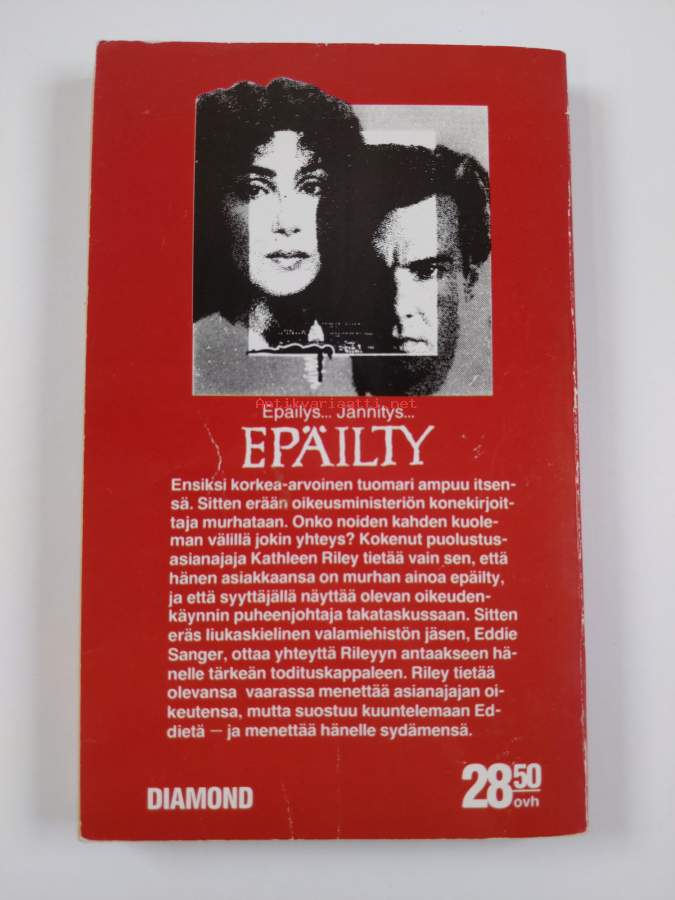 Epäilys... Jännitys...
Antikvariaatti.net
EPÄILTY
Ensiksi korkea-arvoinen tuomari ampuu itsen-
sä. Sitten erään oikeusministeriön konekirjoit-
taja murhataan. Onko noiden kahden kuole-
man välillä jokin yhteys? Kokenut puolustus-
asianajaja Kathleen Riley tietää vain sen, että
hänen asiakkaansa on murhan ainoa epäilty,
ja että syyttäjällä näyttää olevan oikeuden-
käynnin puheenjohtaja takataskussaan. Sitten
eräs liukaskielinen valamiehistön jäsen, Eddie
Sanger, ottaa yhteyttä Rileyyn antaakseen hä-
nelle tärkeän todituskappaleen. Riley tietää
olevansa vaarassa menettää asianajajan oi-
keutensa, mutta suostuu kuuntelemaan Ed-
dietä — ja menettää hänelle sydämensä.
DIAMOND
28 50
ovh